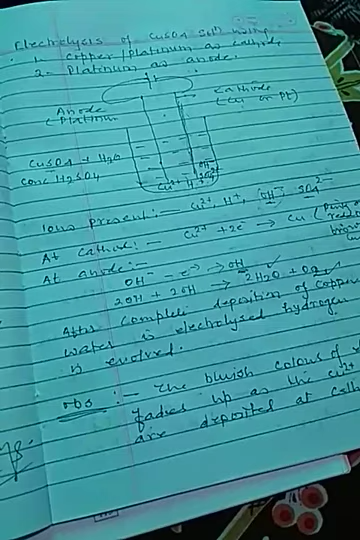 Electrolysis of CuSO4 Solⁿ using
1. Copper/platinum as cathode
2- Platinum as anode.
Anode
(Platinum
Cathode
(Cu or Pt)
CuSO4 + H2O
conc H2SO4
Cu²⁺ H⁺
OH⁻
SO4²⁻
Ions present:- Cu²⁺, H⁺, OH⁻, SO4²⁻
At Cathode:- Cu²⁺ + 2e⁻ → Cu (
At anode:-
OH⁻ - e⁻ → OH
2OH + 2OH → 2H2O + O2
After complete deposition of copper
water is electrolysed hydrogen
is evolved.
obs:- The bluish colour of
fades up as the Cu²⁺
are deposited at